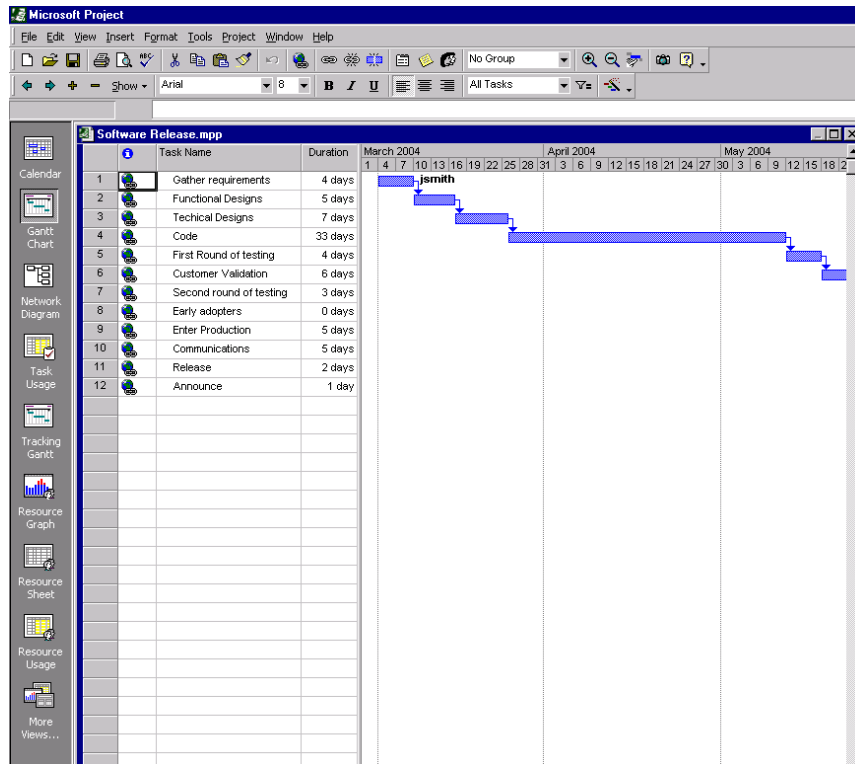 Microsoft Project
File Edit View Insert Format Tools Project Window Help
ABC No Group
Show Arial 8 B I U All Tasks
Software Release.mpp
Task Name Duration March 2004 April 2004 May 2004
1 4 7 10 13 16 19 22 25 28 31 3 6 9 12 15 18 21 24 27 30 3 6 9 12 15 18 2
1 Gather requirements 4 days jsmith
2 Functional Designs 5 days
3 Techical Designs 7 days
4 Code 33 days
5 First Round of testing 4 days
6 Customer Validation 6 days
7 Second round of testing 3 days
8 Early adopters 0 days
9 Enter Production 5 days
10 Communications 5 days
11 Release 2 days
12 Announce 1 day
Calendar
Gantt
Chart
Network
Diagram
Task
Usage
Tracking
Gantt
Resource
Graph
Resource
Sheet
Resource
Usage
More
Views...